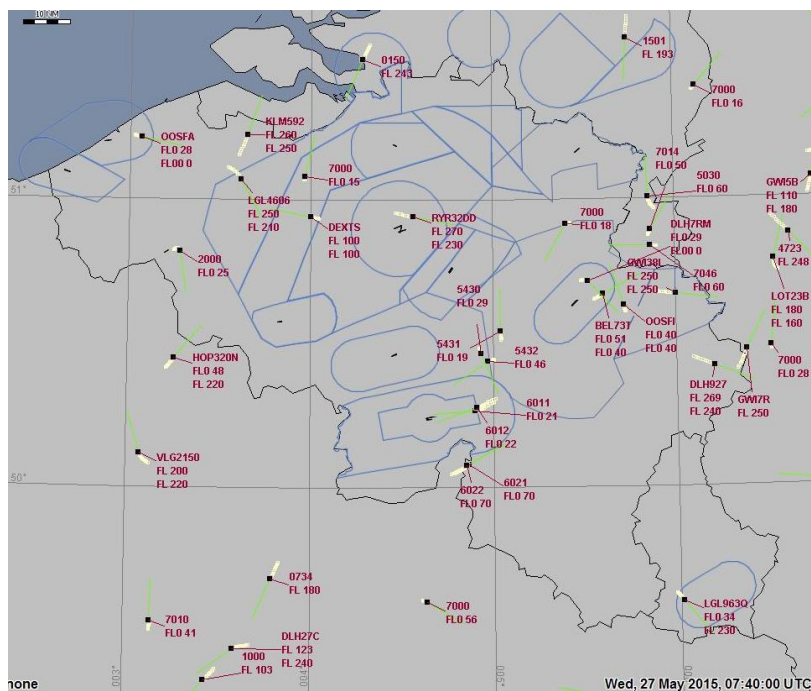 10 NM
0150
FL 243
1501
FL 193
7000
FL0 16
OOSFA
FL0 28
FL00 0
KLM592
FL 260
FL 250
7000
FL0 15
7014
FL0 50
5030
FL0 60
GWI5B
FL 110
FL 180
51°
LGL4606
FL 250
FL 210
DEXTS
FL 100
FL 100
RYR32DD
FL 270
FL 230
7000
FL0 18
DLH7RM
FL0 29
FL00 0
4723
FL 248
2000
FL0 25
GWI38L
FL 250
FL 250
7046
FL0 60
LOT23B
FL 180
FL 160
5430
FL0 29
BEL73T
FL0 51
FL0 40
OOSFI
FL0 40
FL0 40
5431
FL0 19
5432
FL0 46
HOP320N
FL0 48
FL 220
7000
FL0 28
DLH927
FL 269
FL 240
GWI7R
FL 250
6011
FL0 21
6012
FL0 22
VLG2150
FL 200
FL 220
50°
6022
FL0 70
6021
FL0 70
0734
FL 180
7000
FL0 56
LGL963Q
FL0 34
FL 230
7010
FL0 41
DLH27C
FL 123
FL 240
1000
FL 103
003°
004°
005°
none
Wed, 27 May 2015, 07:40:00 UTC